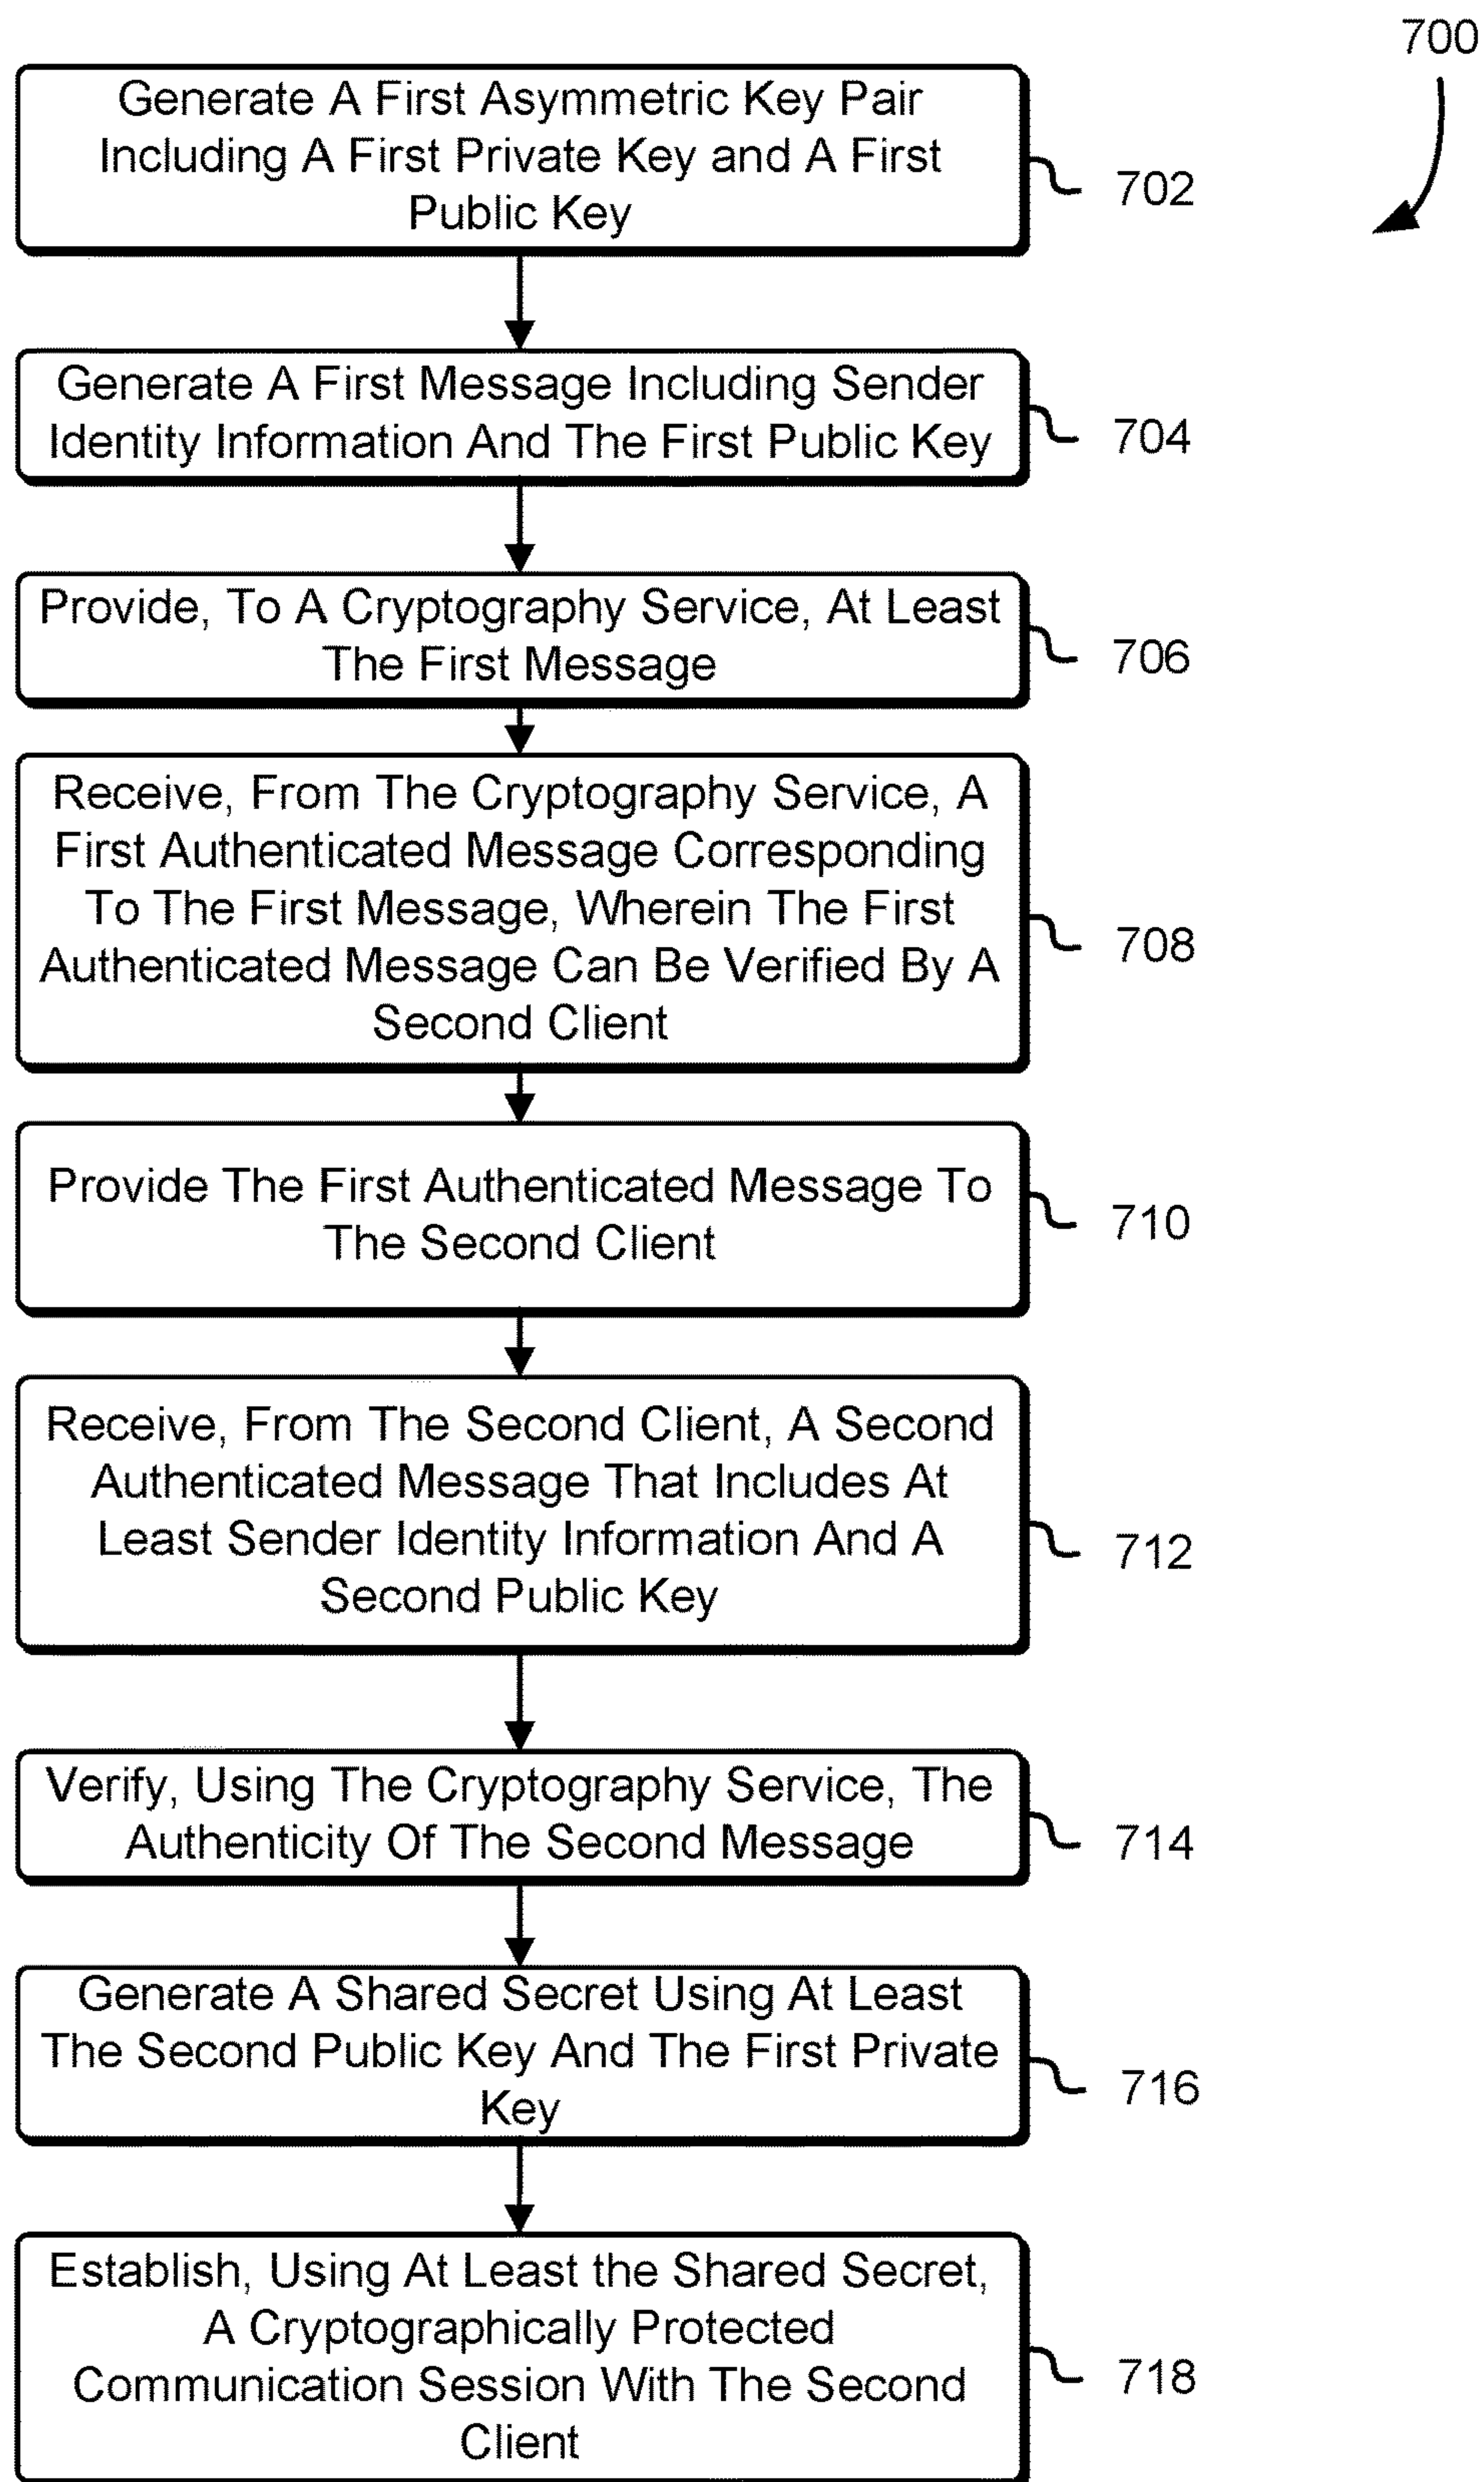 700
Generate A First Asymmetric Key Pair
Including A First Private Key and A First
Public Key
702
Generate A First Message Including Sender
Identity Information And The First Public Key
704
Provide, To A Cryptography Service, At Least
The First Message
706
Receive, From The Cryptography Service, A
First Authenticated Message Corresponding
To The First Message, Wherein The First
Authenticated Message Can Be Verified By A
Second Client
708
Provide The First Authenticated Message To
The Second Client
710
Receive, From The Second Client, A Second
Authenticated Message That Includes At
Least Sender Identity Information And A
Second Public Key
712
Verify, Using The Cryptography Service, The
Authenticity Of The Second Message
714
Generate A Shared Secret Using At Least
The Second Public Key And The First Private
Key
716
Establish, Using At Least the Shared Secret,
A Cryptographically Protected
Communication Session With The Second
Client
718